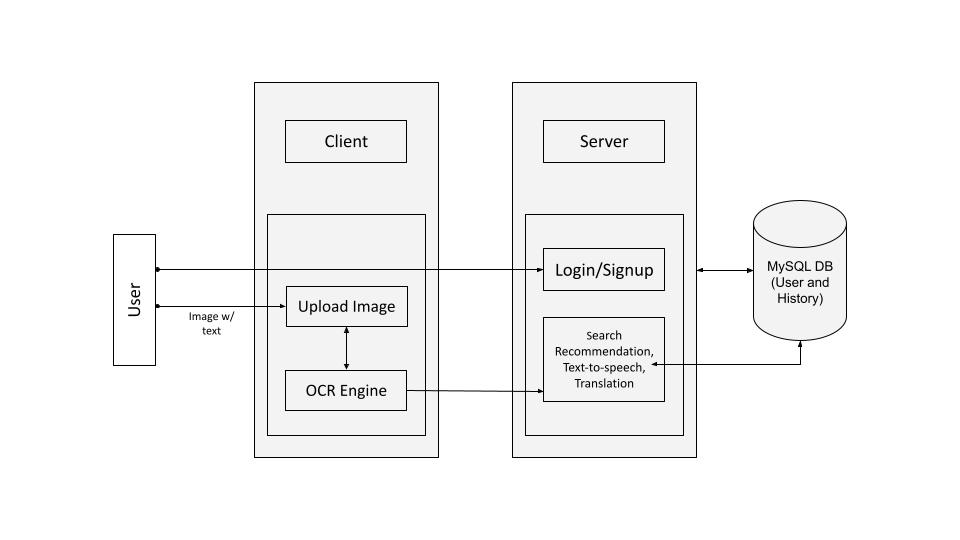 Client
Server
User
Login/Signup
MySQL DB
(User and
History)
Upload Image
Image w/
text
Search
Recommendation,
Text-to-speech,
Translation
OCR Engine